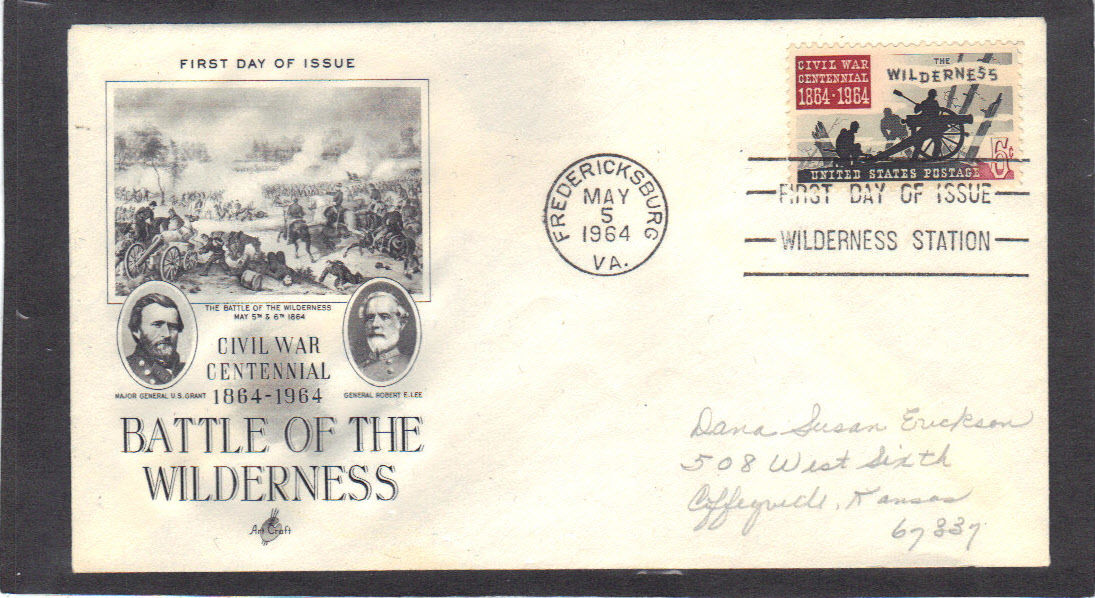 FIRST DAY OF ISSUE
THE BATTLE OF THE WILDERNESS
MAY 5TH & 6TH 1864
MAJOR GENERAL U.S. GRANT
GENERAL ROBERT E. LEE
CIVIL WAR
CENTENNIAL
1864-1964
BATTLE OF THE
WILDERNESS
Art Craft
FREDERICKSBURG
MAY
5
1964
VA.
CIVIL WAR
CENTENNIAL
1864·1964
THE
WILDERNESS
5¢
UNITED STATES POSTAGE
FIRST DAY OF ISSUE
WILDERNESS STATION
Dana Susan Erickson
508 West Sixth
Coffeyville, Kansas
67337